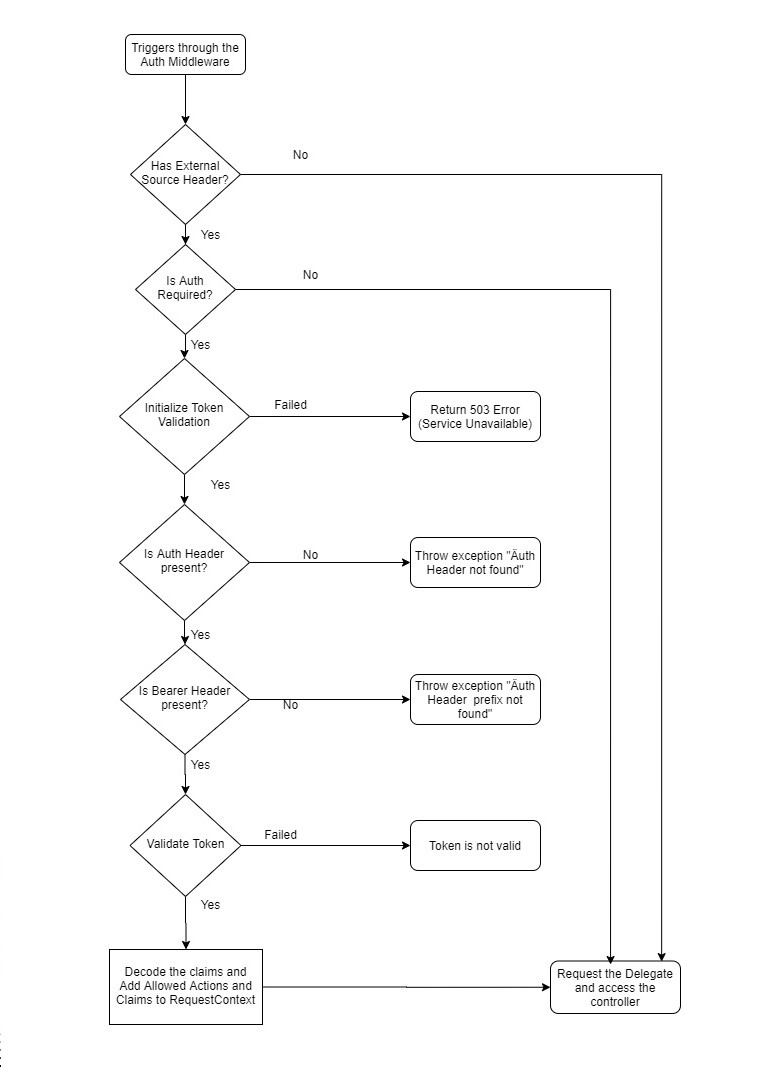 Triggers through the
Auth Middleware
No
Has External
Source Header?
Yes
No
Is Auth
Required?
Yes
Initialize Token
Validation
Failed
Return 503 Error
(Service Unavailable)
Yes
Is Auth Header
present?
No
Throw exception "Äuth
Header not found"
Yes
Is Bearer Header
present?
No
Throw exception "Äuth
Header prefix not
found"
Yes
Validate Token
Failed
Token is not valid
Yes
Decode the claims and
Add Allowed Actions and
Claims to RequestContext
Request the Delegate
and access the
controller